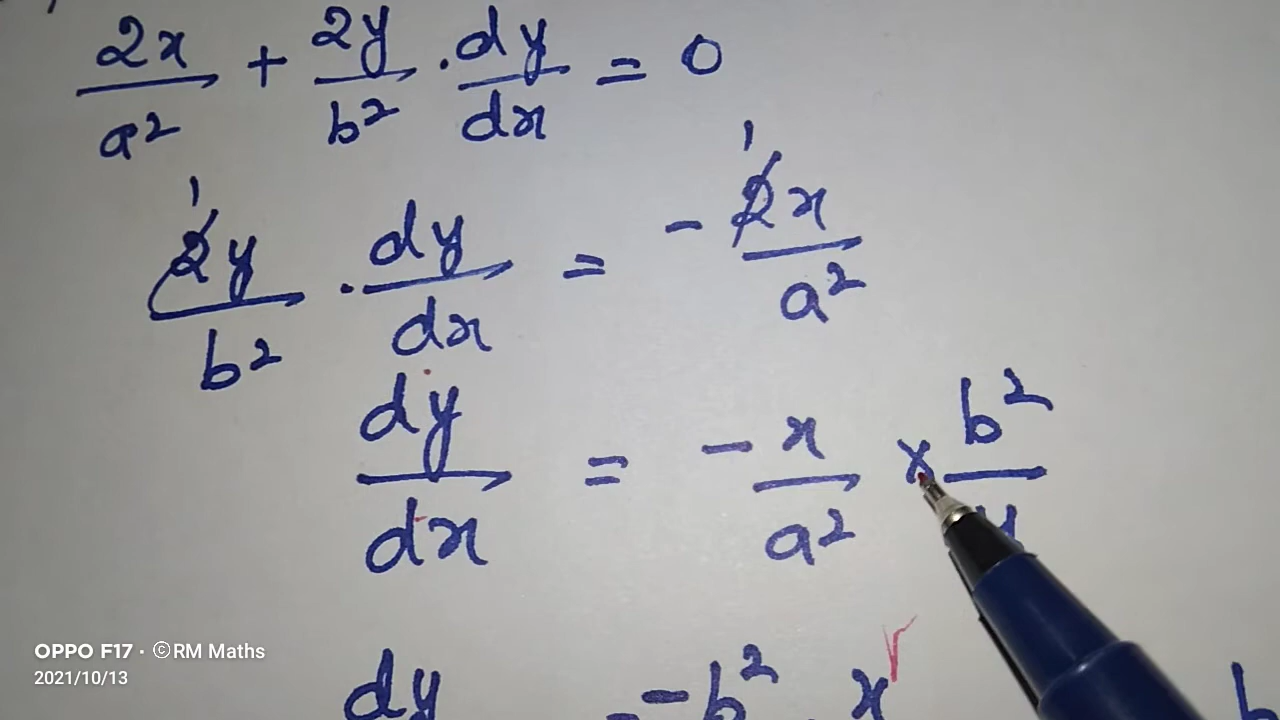 2x/a² + 2y/b² · dy/dx = 0
2y/b² · dy/dx = - 2x/a²
dy/dx = - x/a² × b²/y
dy = -b² . x
OPPO F17 · ©RM Maths
2021/10/13